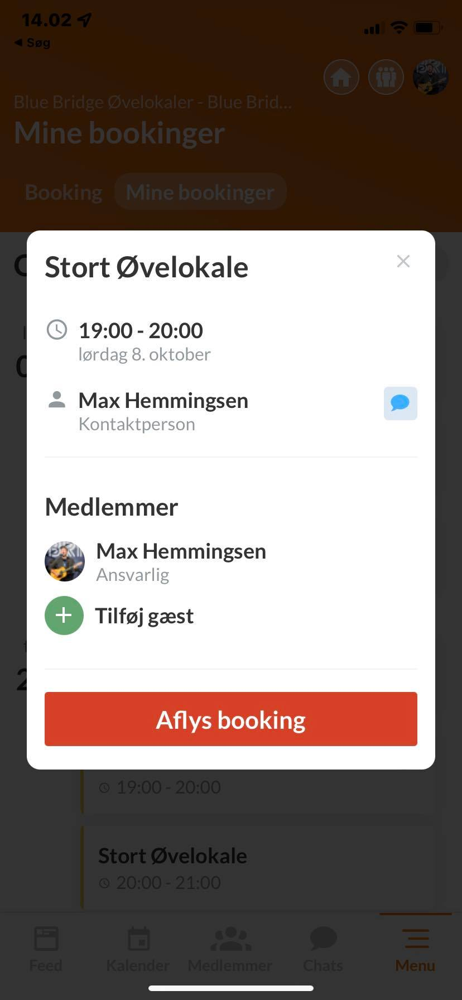 14.02
Søg
Blue Bridge Øvelokaler - Blue Brid...
Mine bookinger
Booking
Mine bookinger
Stort Øvelokale
19:00 - 20:00
lørdag 8. oktober
Max Hemmingsen
Kontaktperson
Medlemmer
Max Hemmingsen
Ansvarlig
Tilføj gæst
Aflys booking
19:00 - 20:00
Stort Øvelokale
20:00 - 21:00
Feed
Kalender
Medlemmer
Chats
Menu